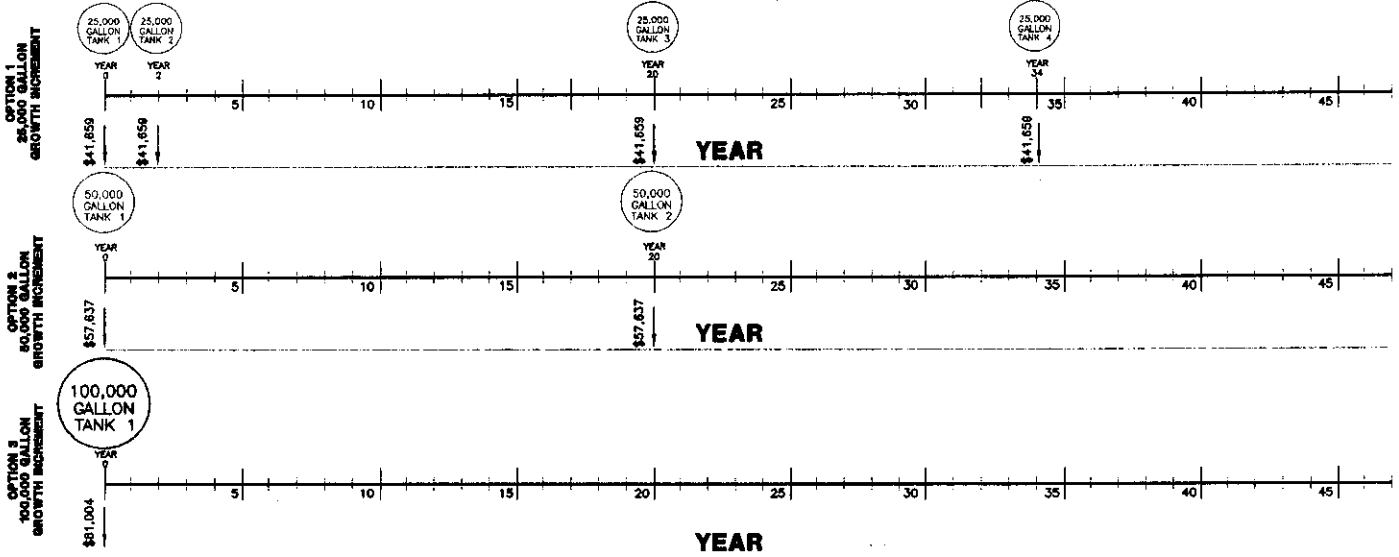 OPTION 1
25,000 GALLON
GROWTH INCREMENT
25,000
GALLON
TANK 1
25,000
GALLON
TANK 2
25,000
GALLON
TANK 3
25,000
GALLON
TANK 4
YEAR
0
YEAR
2
YEAR
20
YEAR
34
5
10
15
25
30
35
40
45
$41,659
$41,659
$41,659
$41,659
YEAR
OPTION 2
50,000 GALLON
GROWTH INCREMENT
50,000
GALLON
TANK 1
50,000
GALLON
TANK 2
YEAR
0
YEAR
20
5
10
15
20
25
30
35
40
45
$57,637
$57,637
YEAR
OPTION 3
100,000 GALLON
GROWTH INCREMENT
100,000
GALLON
TANK 1
YEAR
0
5
10
15
20
25
30
35
40
45
$81,004
YEAR